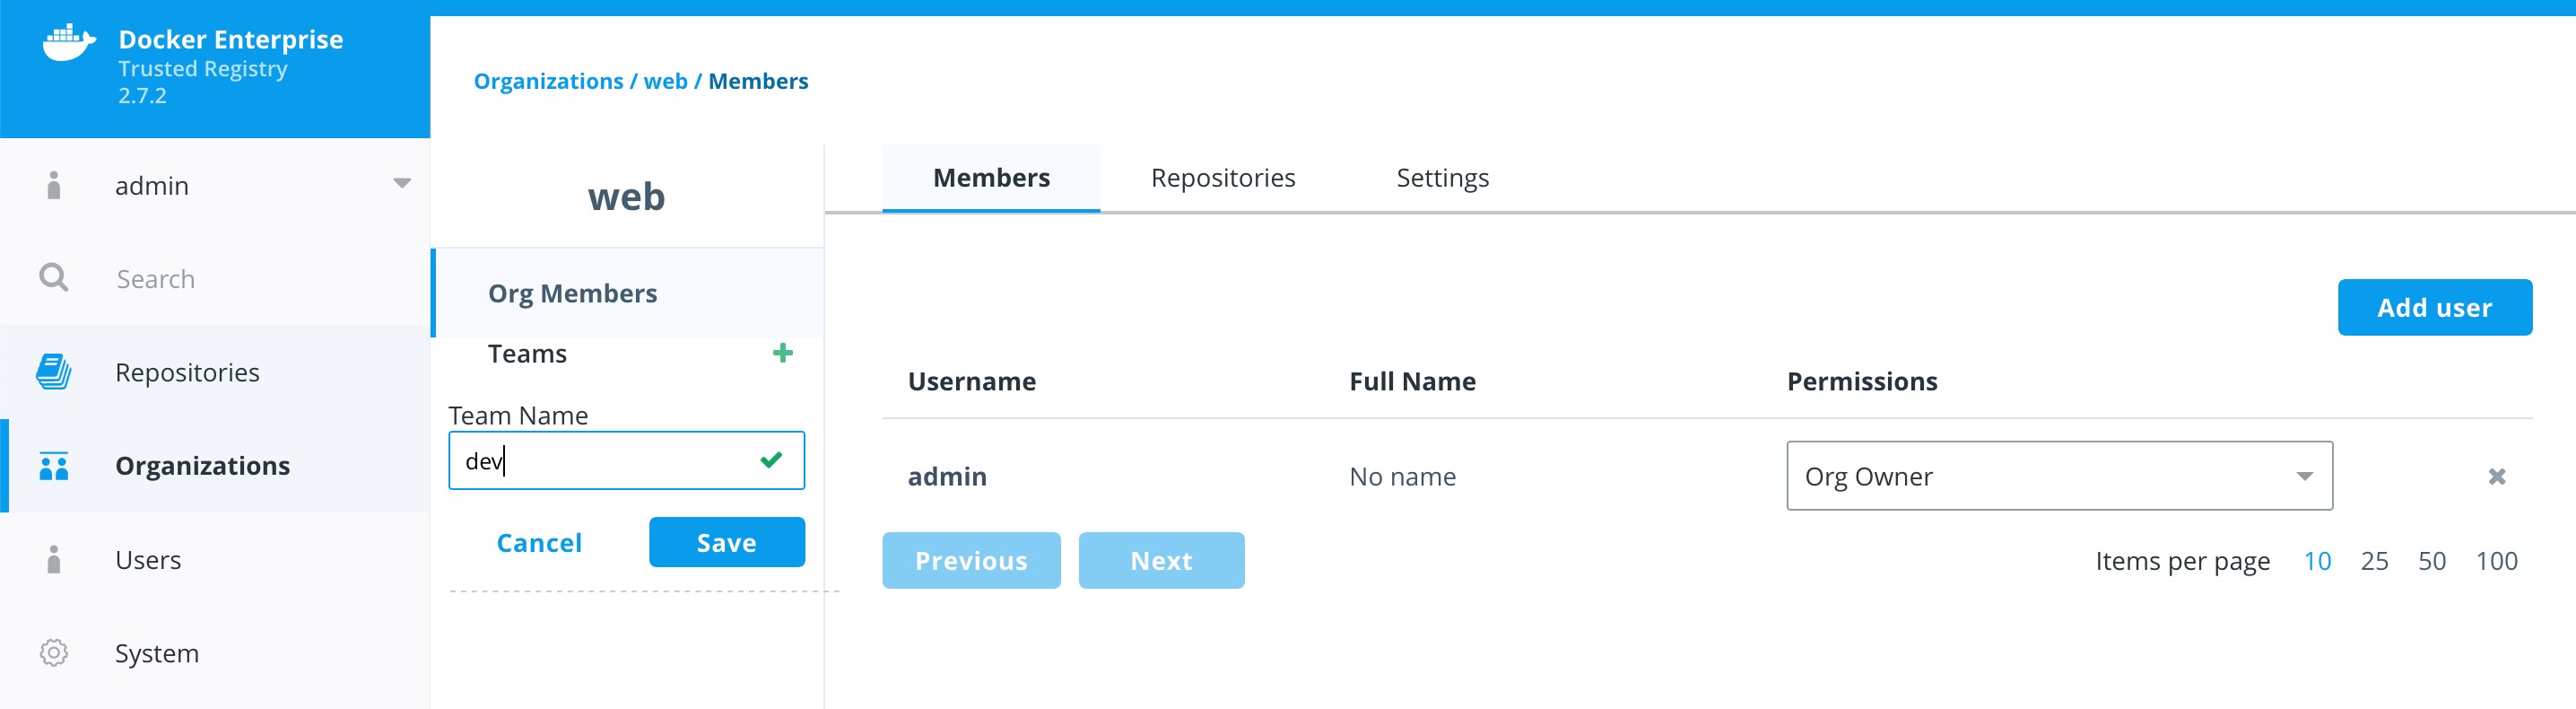 Docker Enterprise
Trusted Registry
2.7.2
admin
Search
Repositories
Organizations
Users
System
Organizations / web / Members
web
Org Members
Teams
Team Name
dev
Cancel Save
Members Repositories Settings
Add user
Username Full Name Permissions
admin No name Org Owner
Previous Next Items per page 10 25 50 100